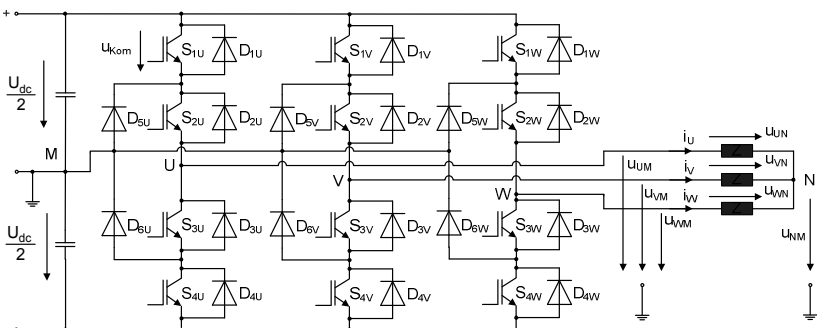 +
u_Kom
S_1U D_1U S_1V D_1V S_1W D_1W
U_dc
2
D_5U S_2U D_2U D_5V S_2V D_2V D_5W S_2W D_2W
M
U
V
W
i_U u_UN
u_UM
i_V u_VN
N
u_VM
i_W u_WN
u_WM
u_NM
U_dc
2
D_6U S_3U D_3U D_6V S_3V D_3V D_6W S_3W D_3W
S_4U D_4U S_4V D_4V S_4W D_4W